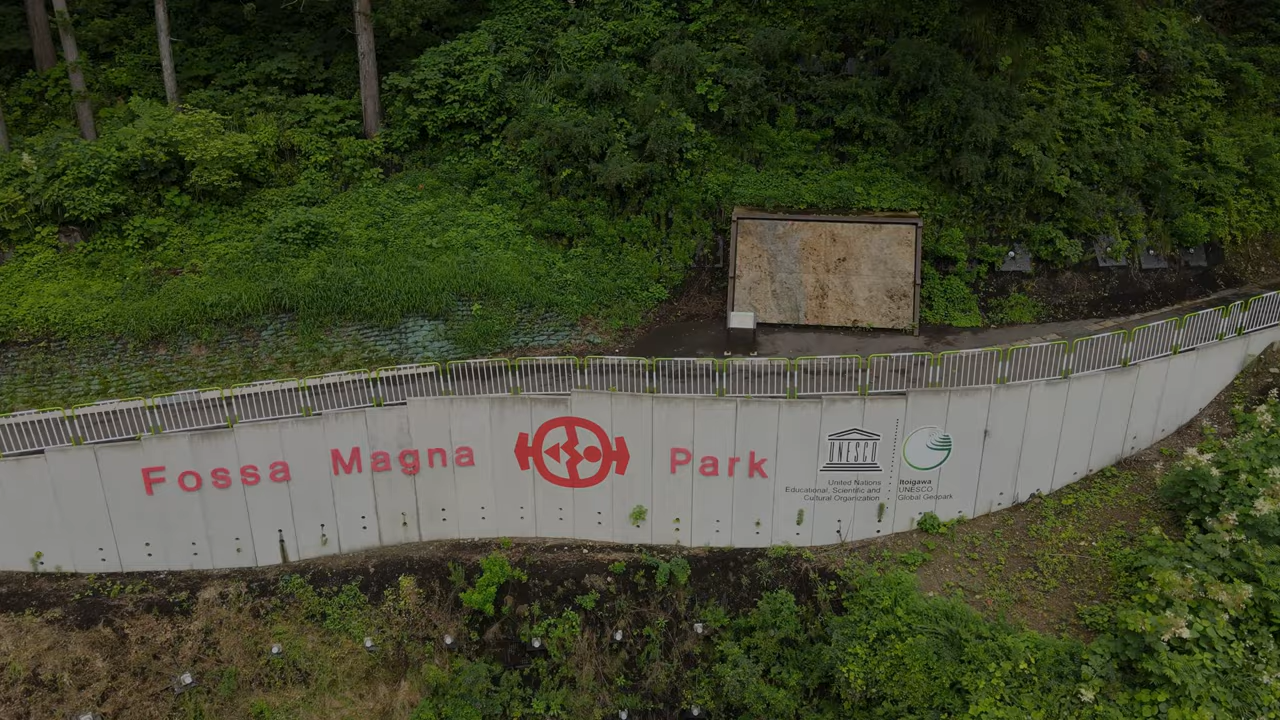 Fossa Magna Park
UNESCO
United Nations
Educational, Scientific and
Cultural Organization
Itoigawa
UNESCO
Global Geopark